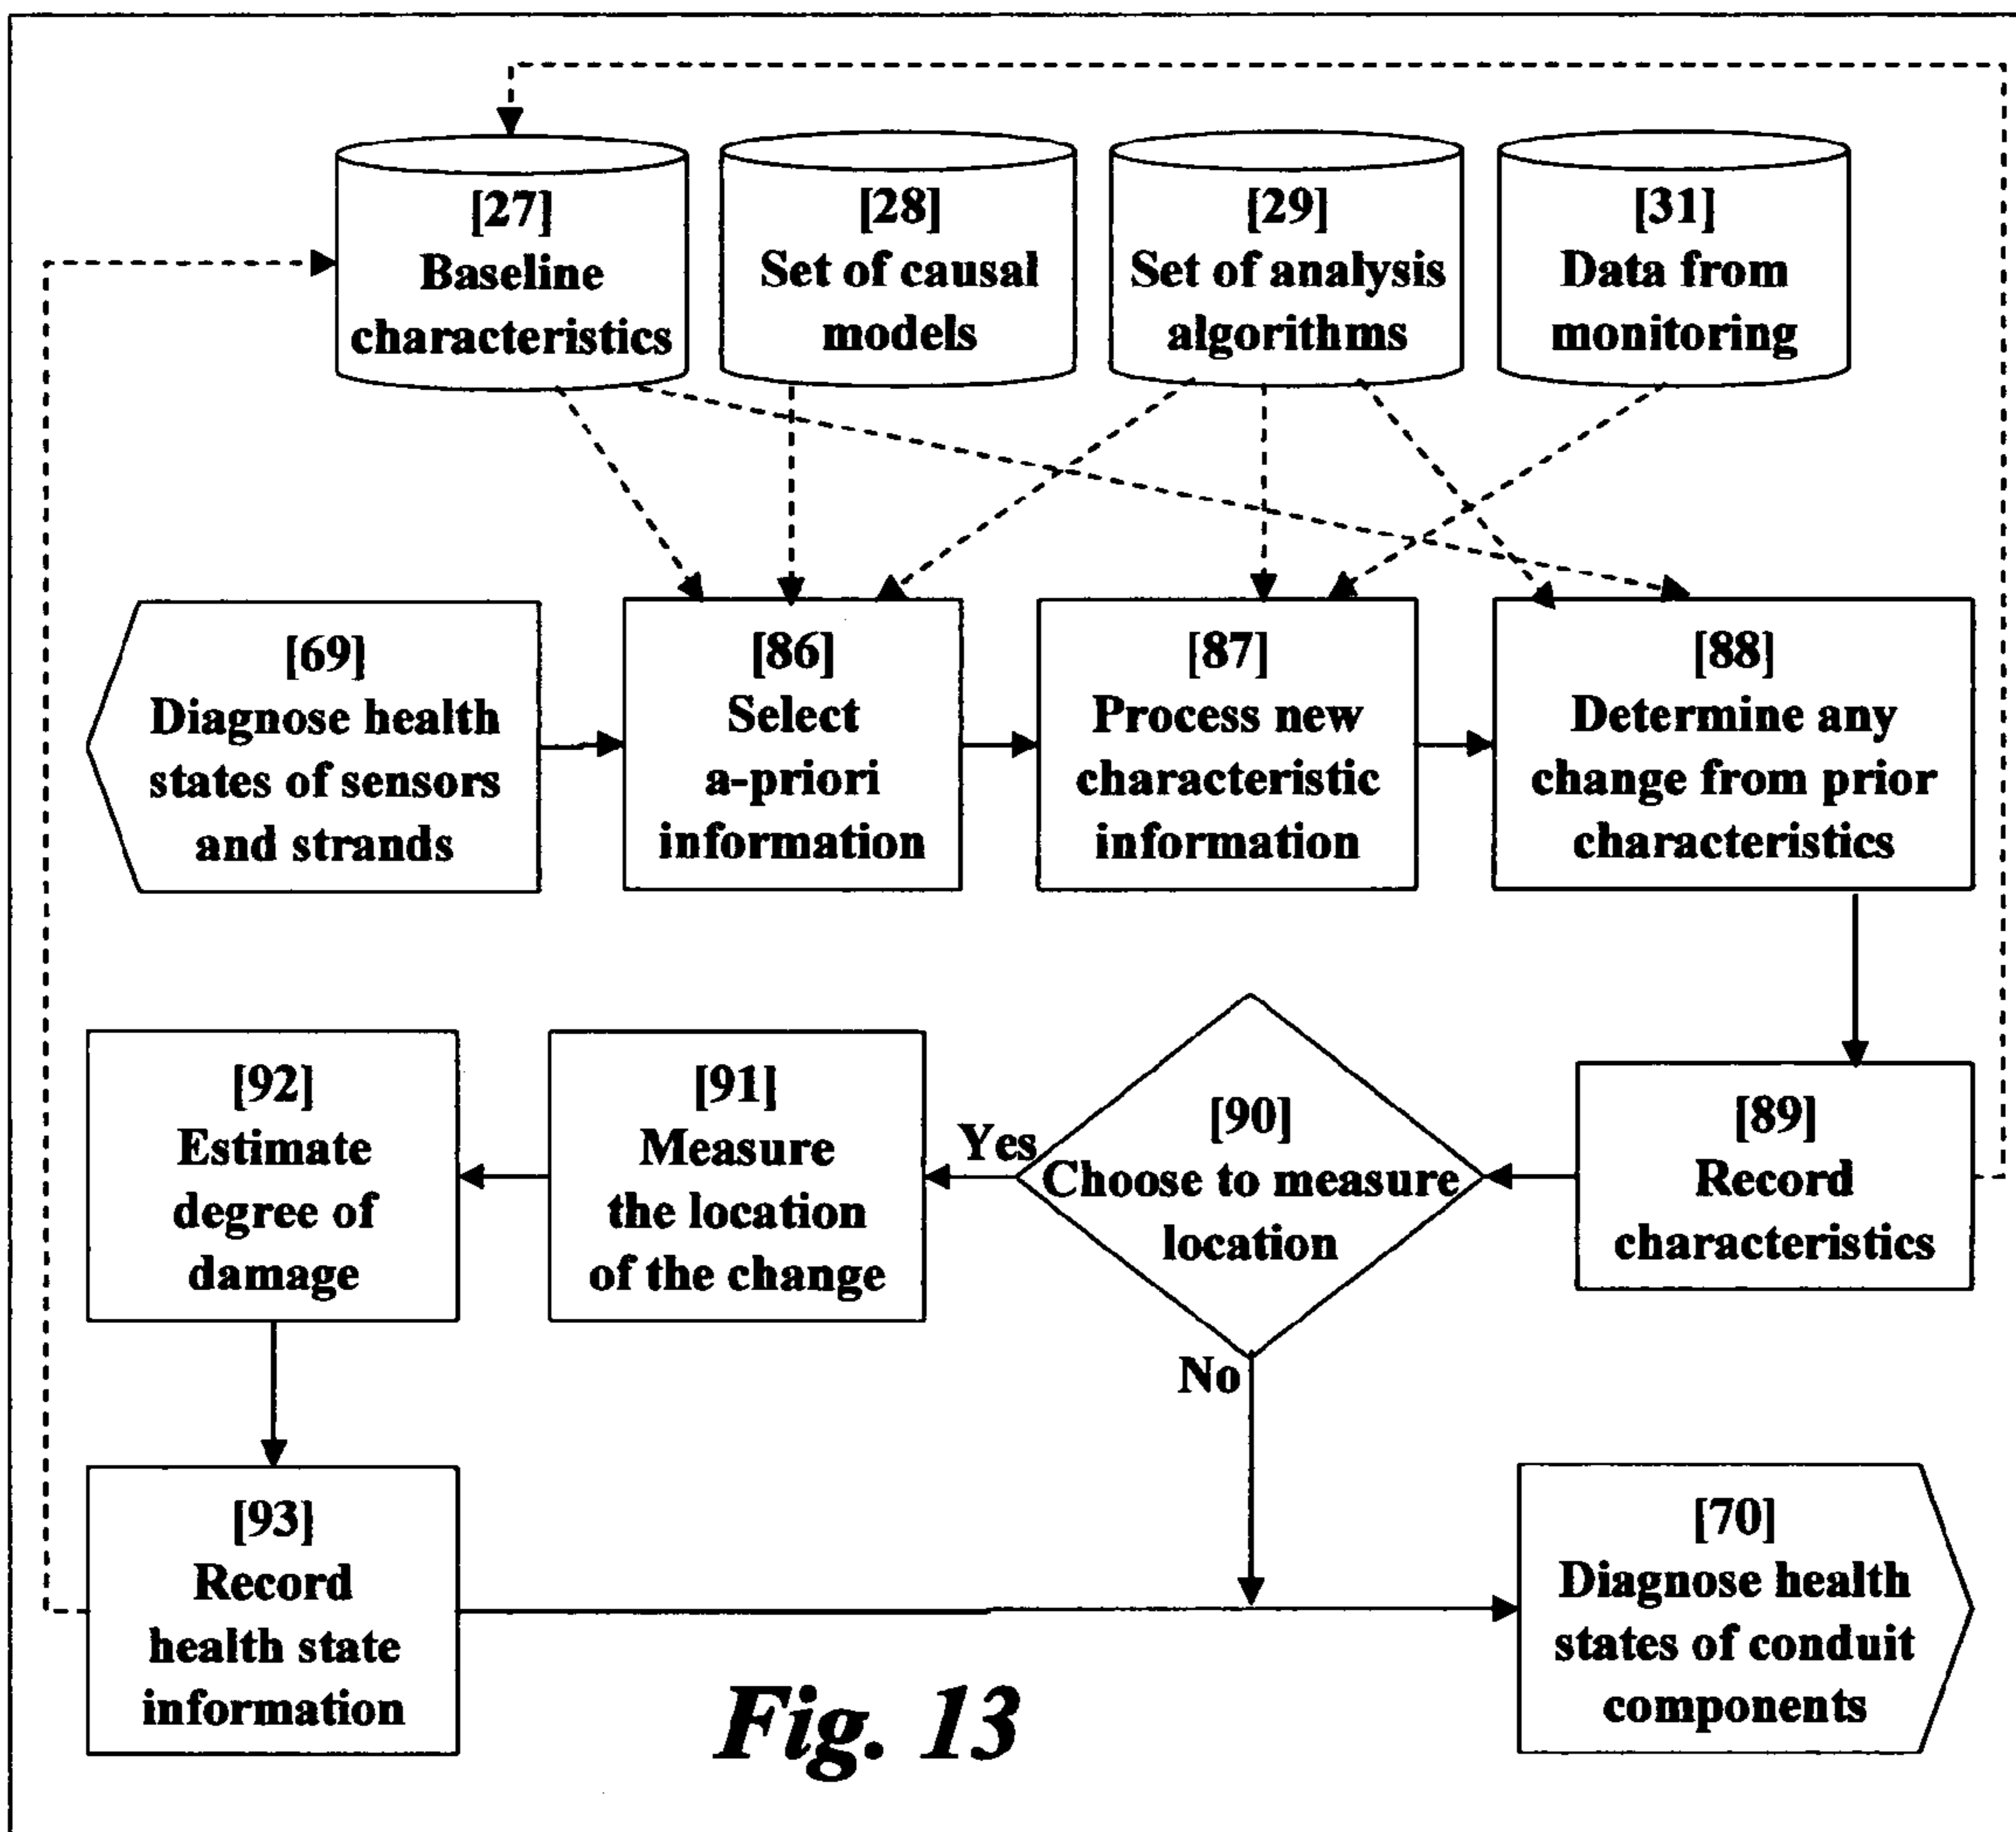 [27]
Baseline
characteristics
[28]
Set of causal
models
[29]
Set of analysis
algorithms
[31]
Data from
monitoring
[69]
Diagnose health
states of sensors
and strands
[86]
Select
a-priori
information
[87]
Process new
characteristic
information
[88]
Determine any
change from prior
characteristics
[92]
Estimate
degree of
damage
[91]
Measure
the location
of the change
Yes
[90]
Choose to measure
location
No
[89]
Record
characteristics
[93]
Record
health state
information
[70]
Diagnose health
states of conduit
components
Fig. 13